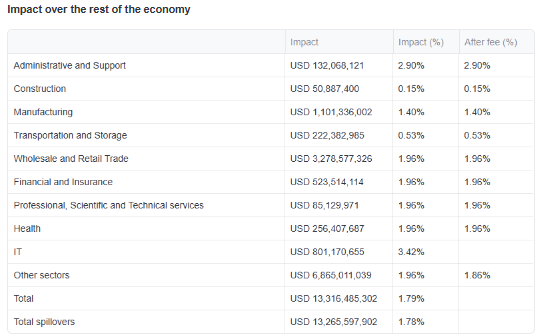 Impact over the rest of the economy
Impact Impact (%) After fee (%)
Administrative and Support USD 132,068,121 2.90% 2.90%
Construction USD 50,887,400 0.15% 0.15%
Manufacturing USD 1,101,336,002 1.40% 1.40%
Transportation and Storage USD 222,382,985 0.53% 0.53%
Wholesale and Retail Trade USD 3,278,577,326 1.96% 1.96%
Financial and Insurance USD 523,514,114 1.96% 1.96%
Professional, Scientific and Technical services USD 85,129,971 1.96% 1.96%
Health USD 256,407,687 1.96% 1.96%
IT USD 801,170,655 3.42%
Other sectors USD 6,865,011,039 1.96% 1.86%
Total USD 13,316,485,302 1.79%
Total spillovers USD 13,265,597,902 1.78%